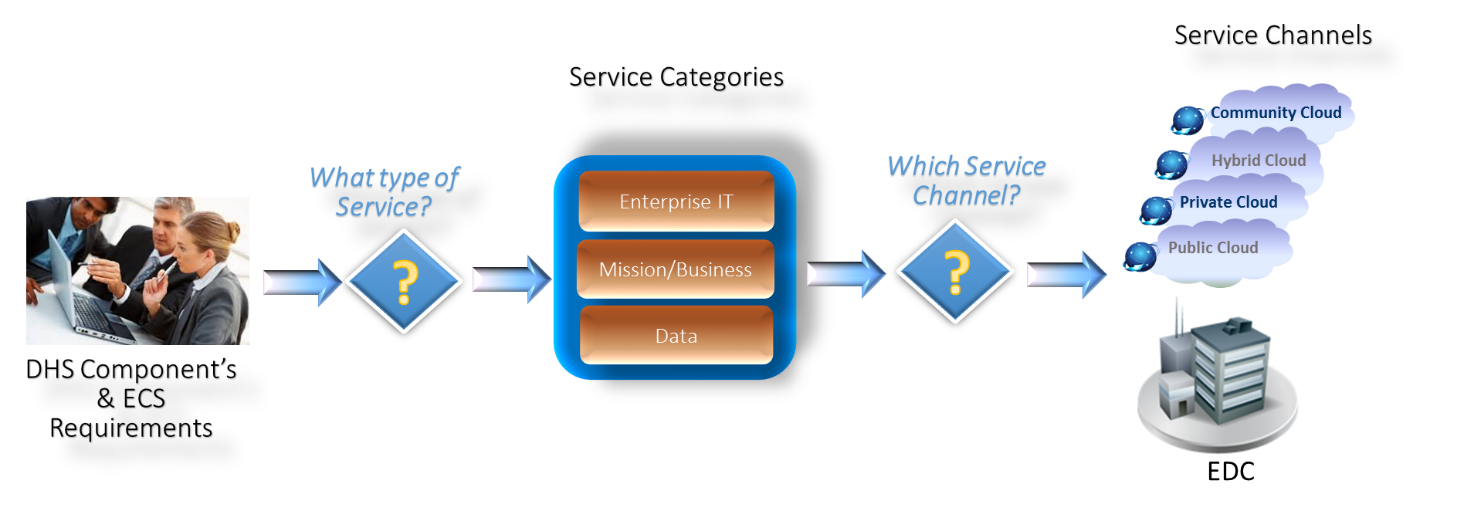 Service Channels
Service Categories
Community Cloud
Hybrid Cloud
Private Cloud
Public Cloud
What type of
Service?
?
Enterprise IT
Mission/Business
Data
Which Service
Channel?
?
DHS Component’s
& ECS
Requirements
EDC